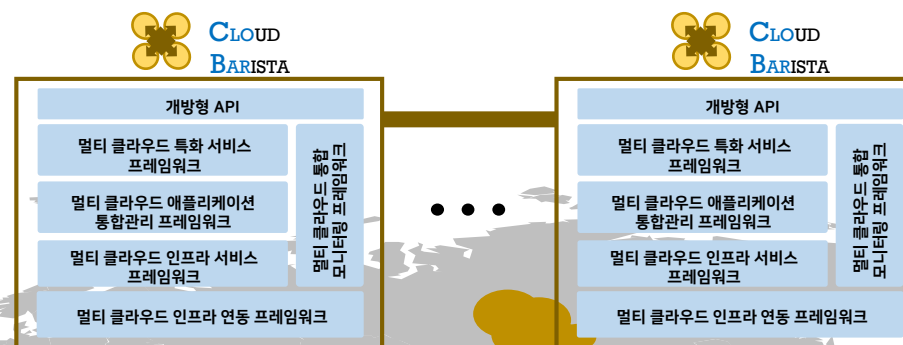 CLOUD
BARISTA
개방형 API
멀티 클라우드 특화 서비스
프레임워크
멀티 클라우드 애플리케이션
통합관리 프레임워크
멀티 클라우드 인프라 서비스
프레임워크
멀티 클라우드 통합
모니터링 프레임워크
멀티 클라우드 인프라 연동 프레임워크
CLOUD
BARISTA
개방형 API
멀티 클라우드 특화 서비스
프레임워크
멀티 클라우드 애플리케이션
통합관리 프레임워크
멀티 클라우드 인프라 서비스
프레임워크
멀티 클라우드 통합
모니터링 프레임워크
멀티 클라우드 인프라 연동 프레임워크